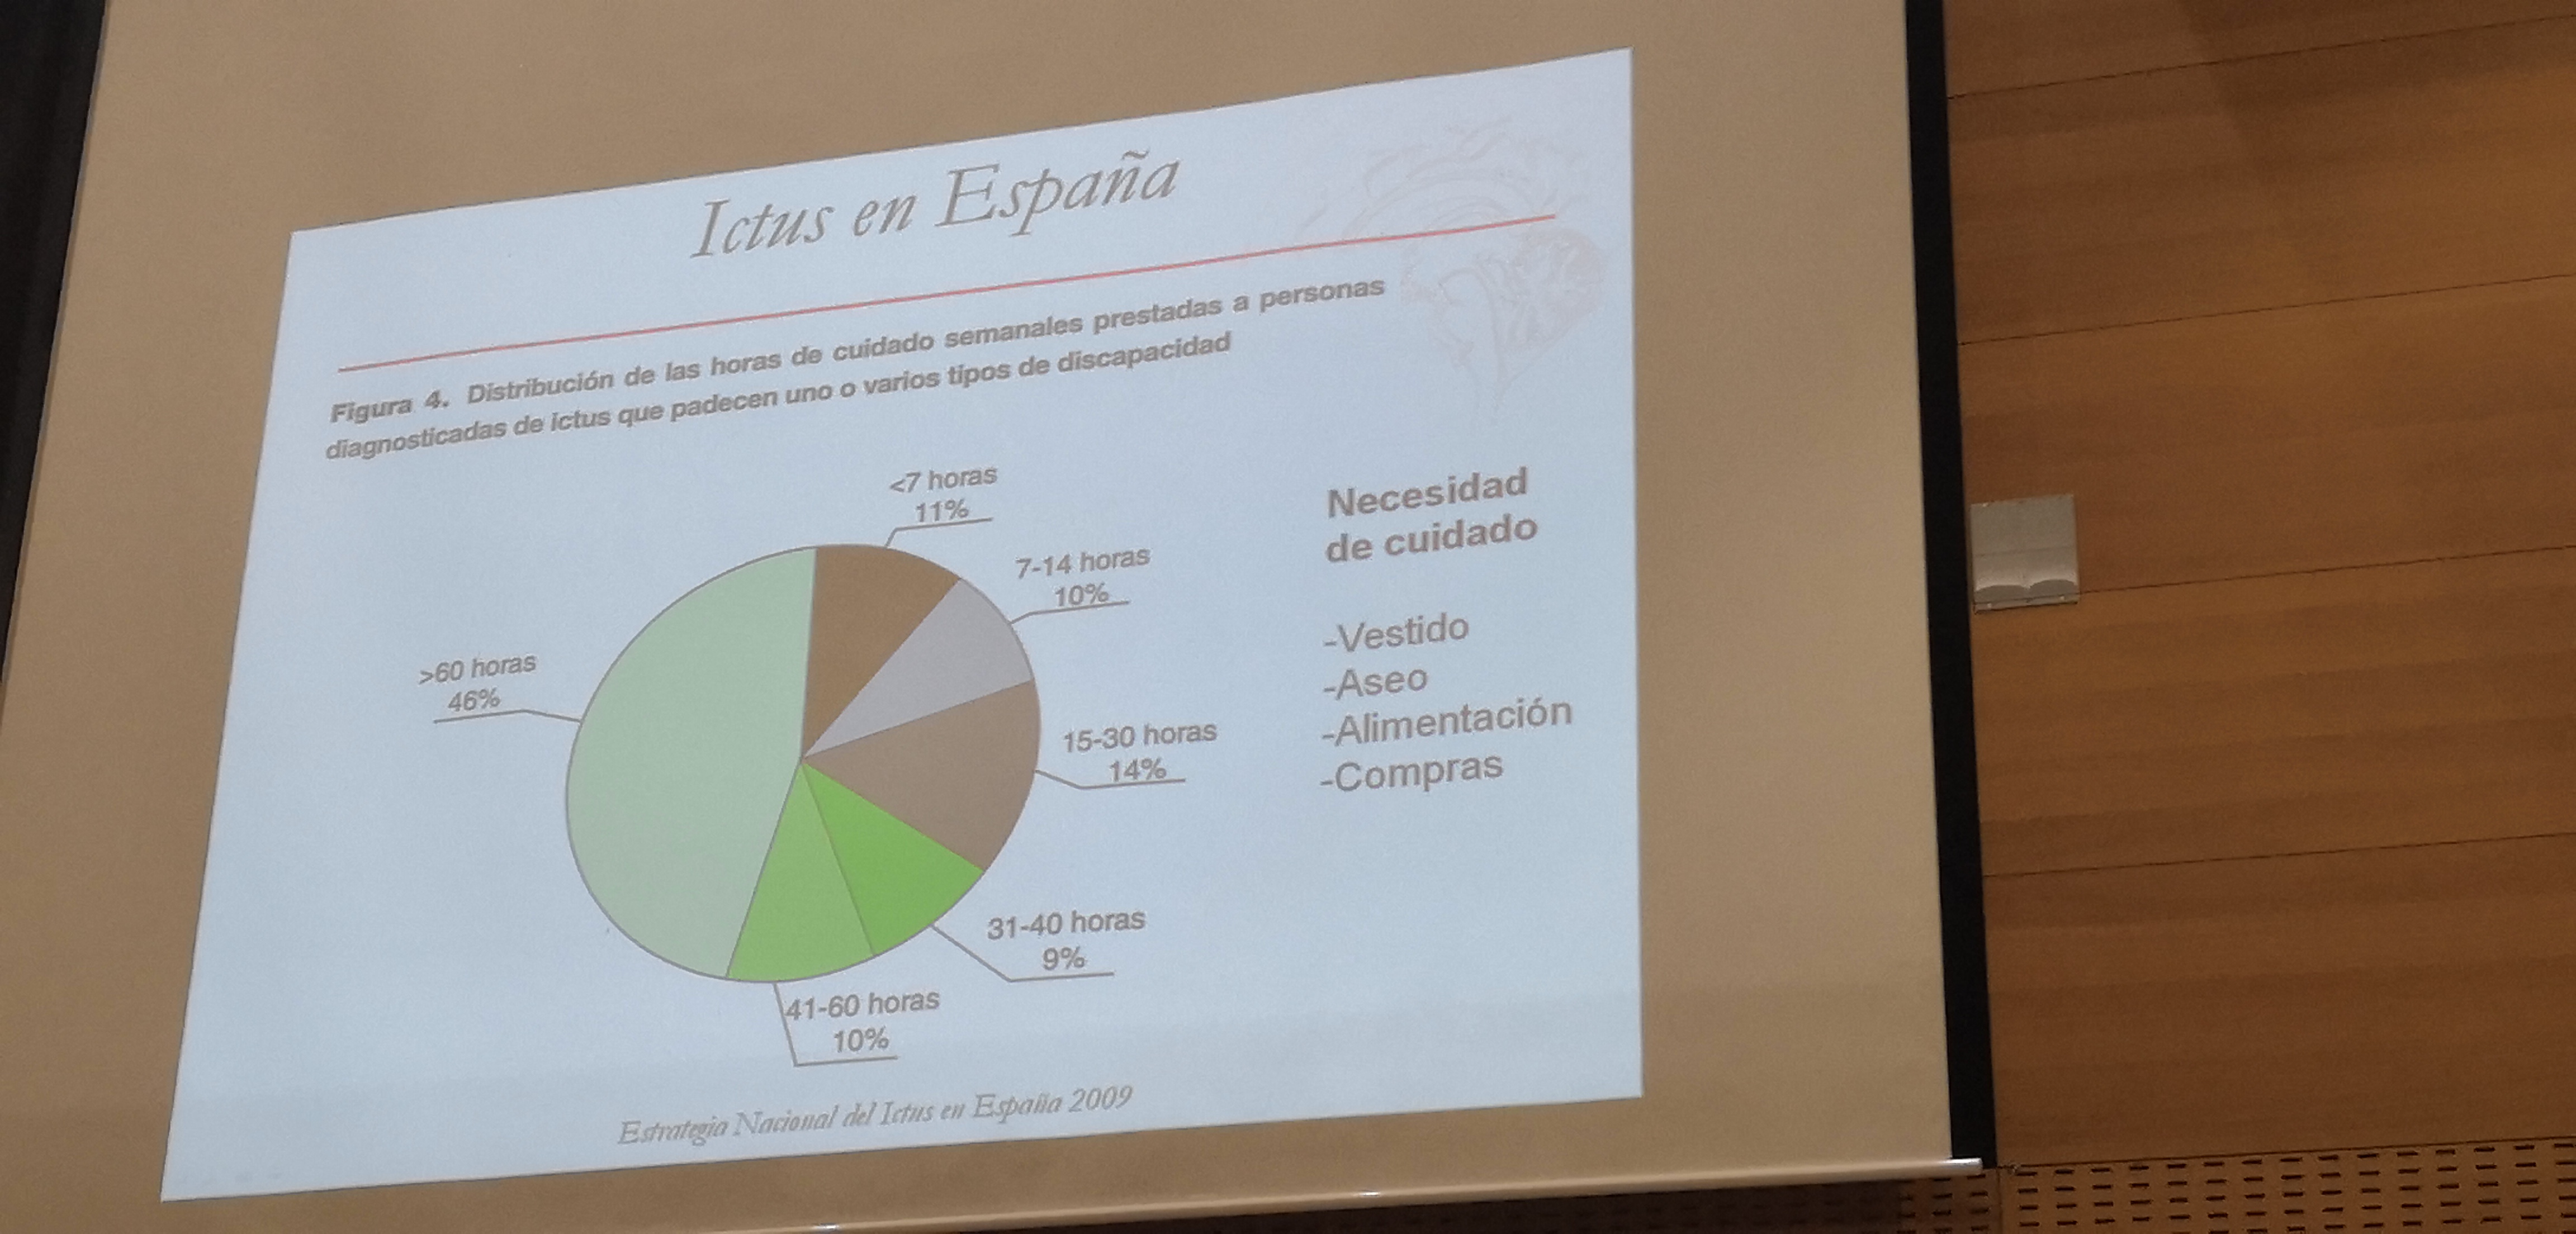 Ictus en España
Figura 4. Distribución de las horas de cuidado semanales prestadas a personas
diagnosticadas de ictus que padecen uno o varios tipos de discapacidad
<7 horas
11%
7-14 horas
10%
15-30 horas
14%
31-40 horas
9%
41-60 horas
10%
>60 horas
46%
Necesidad
de cuidado
-Vestido
-Aseo
-Alimentación
-Compras
Estrategia Nacional del Ictus en España 2009